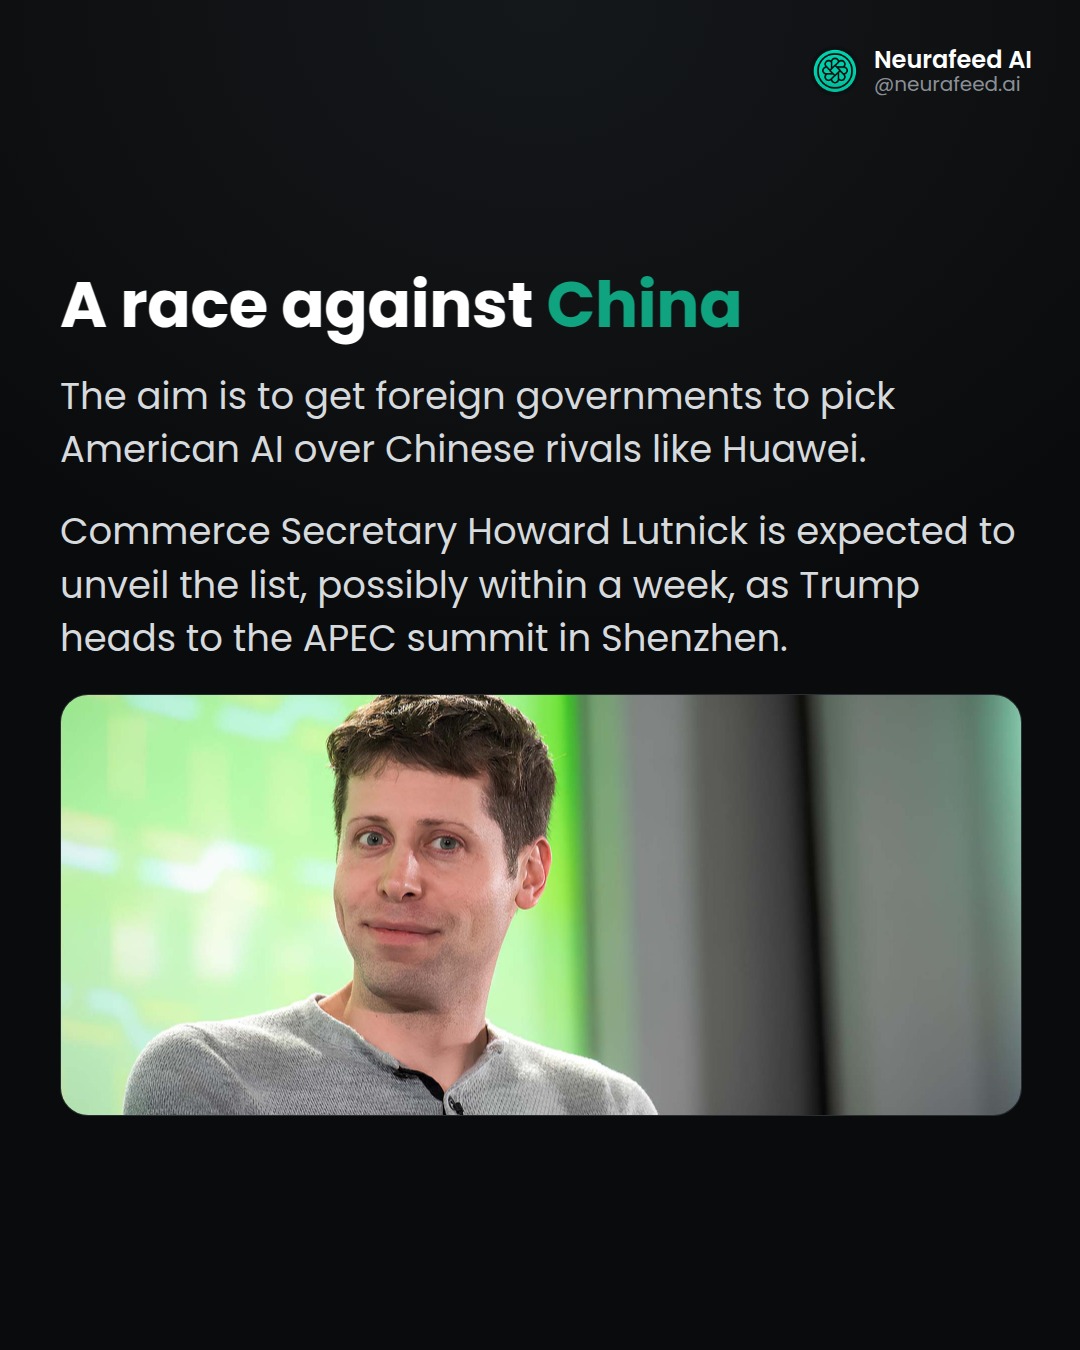 Neurafeed AI
@neurafeed.ai
A race against China
The aim is to get foreign governments to pick
American AI over Chinese rivals like Huawei.
Commerce Secretary Howard Lutnick is expected to
unveil the list, possibly within a week, as Trump
heads to the APEC summit in Shenzhen.